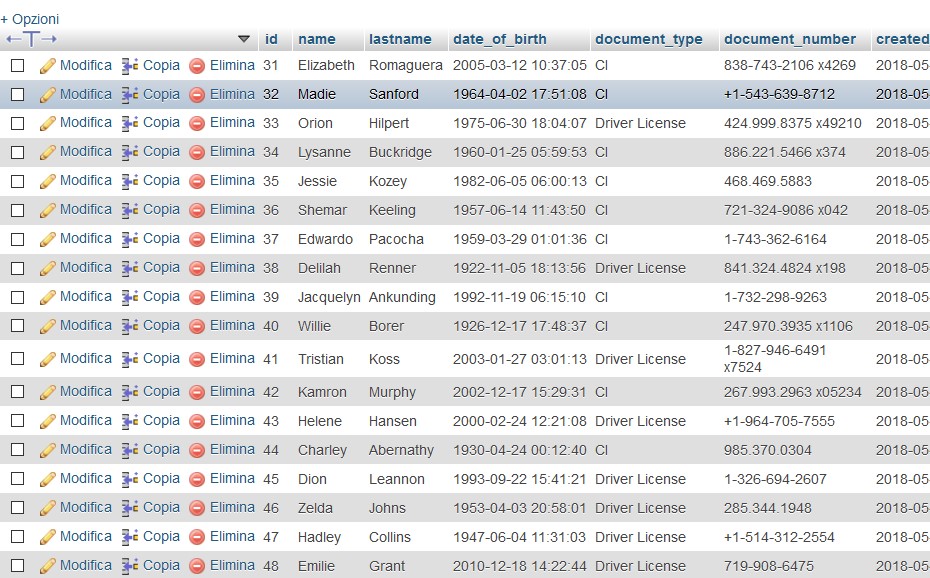 + Opzioni
←T→ id name lastname date_of_birth document_type document_number created
Modifica Copia Elimina 31 Elizabeth Romaguera 2005-03-12 10:37:05 CI 838-743-2106 x4269 2018-05
Modifica Copia Elimina 32 Madie Sanford 1964-04-02 17:51:08 CI +1-543-639-8712 2018-05
Modifica Copia Elimina 33 Orion Hilpert 1975-06-30 18:04:07 Driver License 424.999.8375 x49210 2018-05
Modifica Copia Elimina 34 Lysanne Buckridge 1960-01-25 05:59:53 CI 886.221.5466 x374 2018-05
Modifica Copia Elimina 35 Jessie Kozey 1982-06-05 06:00:13 CI 468.469.5883 2018-05
Modifica Copia Elimina 36 Shemar Keeling 1957-06-14 11:43:50 CI 721-324-9086 x042 2018-05
Modifica Copia Elimina 37 Edwardo Pacocha 1959-03-29 01:01:36 CI 1-743-362-6164 2018-05
Modifica Copia Elimina 38 Delilah Renner 1922-11-05 18:13:56 Driver License 841.324.4824 x198 2018-05
Modifica Copia Elimina 39 Jacquelyn Ankunding 1992-11-19 06:15:10 CI 1-732-298-9263 2018-05
Modifica Copia Elimina 40 Willie Borer 1926-12-17 17:48:37 CI 247.970.3935 x1106 2018-05
Modifica Copia Elimina 41 Tristian Koss 2003-01-27 03:01:13 Driver License 1-827-946-6491 2018-05
x7524
Modifica Copia Elimina 42 Kamron Murphy 2002-12-17 15:29:31 CI 267.993.2963 x05234 2018-05
Modifica Copia Elimina 43 Helene Hansen 2000-02-24 12:21:08 Driver License +1-964-705-7555 2018-05
Modifica Copia Elimina 44 Charley Abernathy 1930-04-24 00:12:40 CI 985.370.0304 2018-05
Modifica Copia Elimina 45 Dion Leannon 1993-09-22 15:41:21 Driver License 1-326-694-2607 2018-05
Modifica Copia Elimina 46 Zelda Johns 1953-04-03 20:58:01 Driver License 285.344.1948 2018-05
Modifica Copia Elimina 47 Hadley Collins 1947-06-04 11:31:03 Driver License +1-514-312-2554 2018-05
Modifica Copia Elimina 48 Emilie Grant 2010-12-18 14:22:44 Driver License 719-908-6475 2018-05